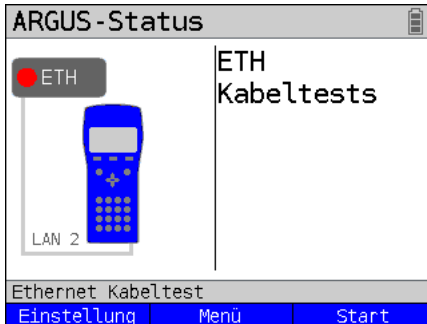 ARGUS-Status
ETH
ETH
Kabeltests
LAN 2
Ethernet Kabeltest
Einstellung Menü Start